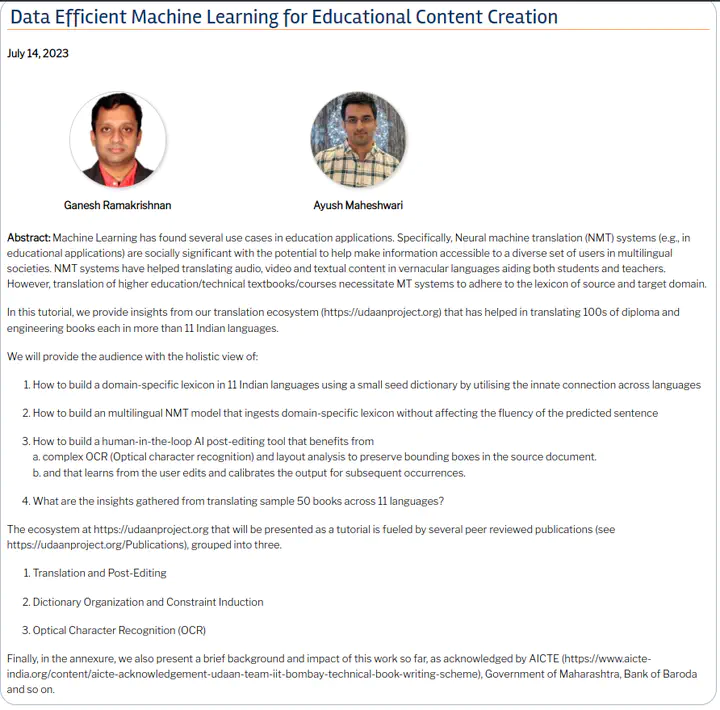 Data Efficient Machine Learning for Educational Content Creation
July 14, 2023
Ganesh Ramakrishnan
Ayush Maheshwari
Abstract: Machine Learning has found several use cases in education applications. Specifically, Neural machine translation (NMT) systems (e.g., in
educational applications) are socially significant with the potential to help make information accessible to a diverse set of users in multilingual
societies. NMT systems have helped translating audio, video and textual content in vernacular languages aiding both students and teachers.
However, translation of higher education/technical textbooks/courses necessitate MT systems to adhere to the lexicon of source and target domain.
In this tutorial, we provide insights from our translation ecosystem (https://udaanproject.org) that has helped in translating 100s of diploma and
engineering books each in more than 11 Indian languages.
We will provide the audience with the holistic view of:
1. How to build a domain-specific lexicon in 11 Indian languages using a small seed dictionary by utilising the innate connection across languages
2. How to build an multilingual NMT model that ingests domain-specific lexicon without affecting the fluency of the predicted sentence
3. How to build a human-in-the-loop AI post-editing tool that benefits from
a. complex OCR (Optical character recognition) and layout analysis to preserve bounding boxes in the source document.
b. and that learns from the user edits and calibrates the output for subsequent occurrences.
4. What are the insights gathered from translating sample 50 books across 11 languages?
The ecosystem at https://udaanproject.org that will be presented as a tutorial is fueled by several peer reviewed publications (see
https://udaanproject.org/Publications), grouped into three.
1. Translation and Post-Editing
2. Dictionary Organization and Constraint Induction
3. Optical Character Recognition (OCR)
Finally, in the annexure, we also present a brief background and impact of this work so far, as acknowledged by AICTE (https://www.aicte-
india.org/content/aicte-acknowledgement-udaan-team-iit-bombay-technical-book-writing-scheme), Government of Maharashtra, Bank of Baroda
and so on.